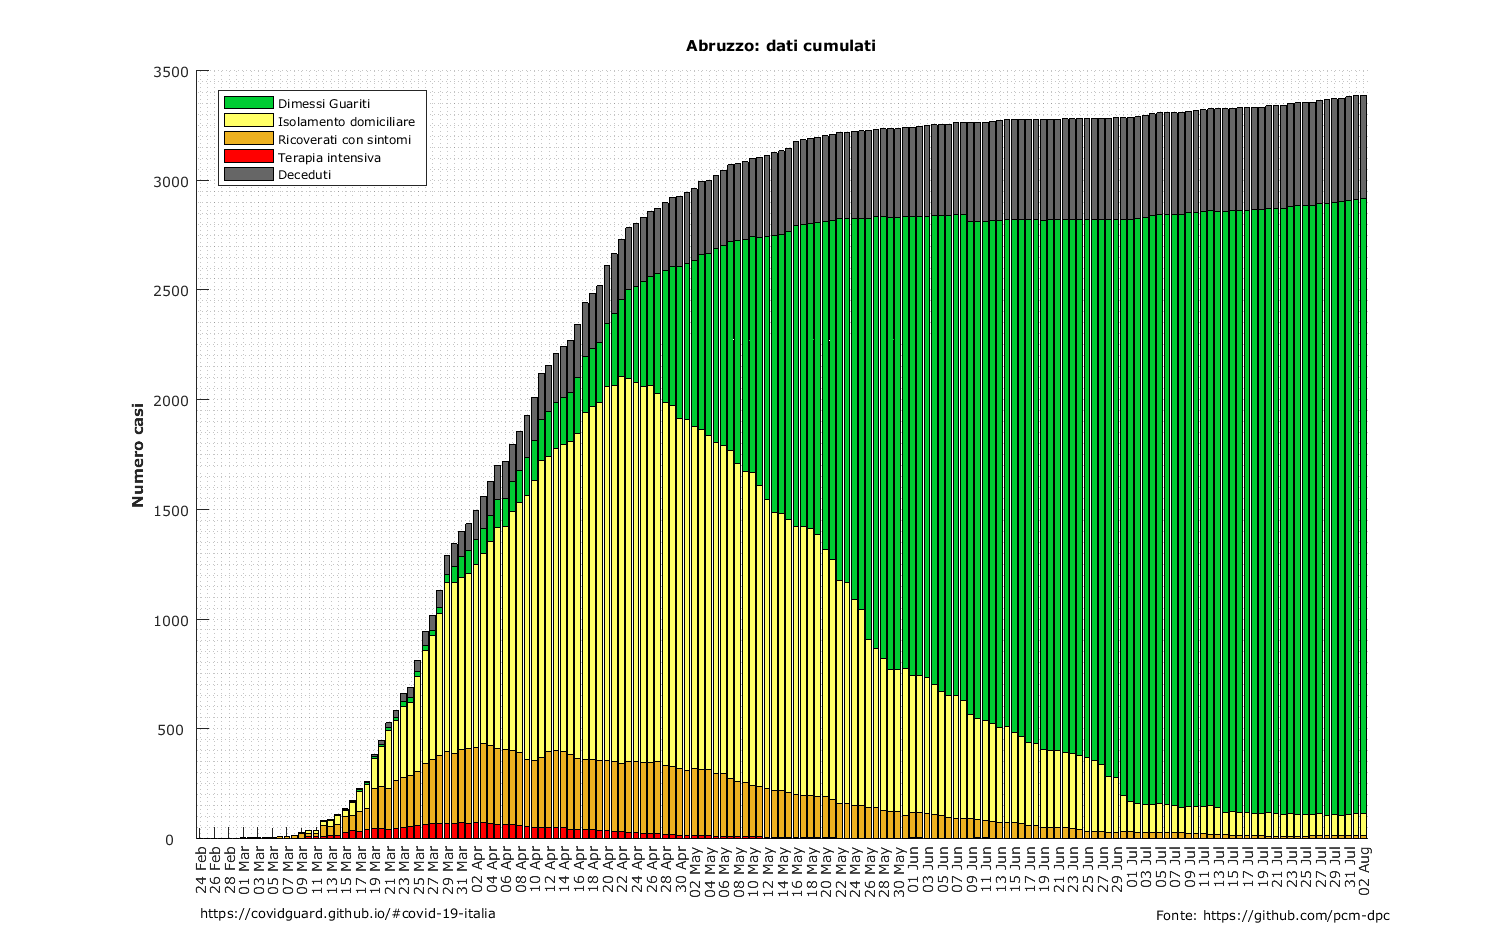 Abruzzo: dati cumulati
Dimessi Guariti
Isolamento domiciliare
Ricoverati con sintomi
Terapia intensiva
Deceduti
Numero casi
3500
3000
2500
2000
1500
1000
500
0
24 Feb
26 Feb
28 Feb
01 Mar
03 Mar
05 Mar
07 Mar
09 Mar
11 Mar
13 Mar
15 Mar
17 Mar
19 Mar
21 Mar
23 Mar
25 Mar
27 Mar
29 Mar
31 Mar
02 Apr
04 Apr
06 Apr
08 Apr
10 Apr
12 Apr
14 Apr
16 Apr
18 Apr
20 Apr
22 Apr
24 Apr
26 Apr
28 Apr
30 Apr
02 May
04 May
06 May
08 May
10 May
12 May
14 May
16 May
18 May
20 May
22 May
24 May
26 May
28 May
30 May
01 Jun
03 Jun
05 Jun
07 Jun
09 Jun
11 Jun
13 Jun
15 Jun
17 Jun
19 Jun
21 Jun
23 Jun
25 Jun
27 Jun
29 Jun
01 Jul
03 Jul
05 Jul
07 Jul
09 Jul
11 Jul
13 Jul
15 Jul
17 Jul
19 Jul
21 Jul
23 Jul
25 Jul
27 Jul
29 Jul
31 Jul
02 Aug
https://covidguard.github.io/#covid-19-italia
Fonte: https://github.com/pcm-dpc